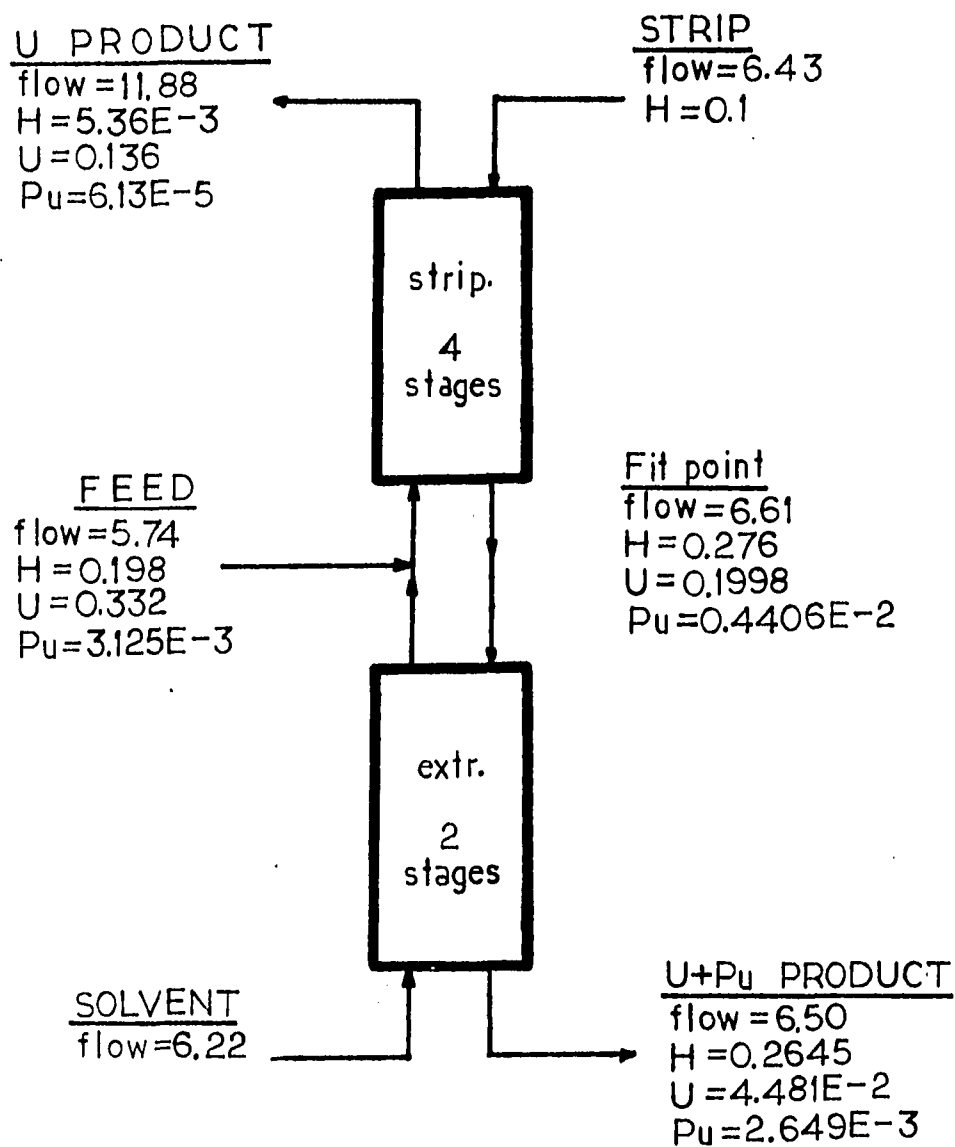 U PRODUCT
flow=11.88
H=5.36E-3
U=0.136
Pu=6.13E-5
STRIP
flow=6.43
H=0.1
strip.
4
stages
FEED
flow=5.74
H=0.198
U=0.332
Pu=3.125E-3
Fit point
flow=6.61
H=0.276
U=0.1998
Pu=0.4406E-2
extr.
2
stages
SOLVENT
flow=6.22
U+Pu PRODUCT
flow=6.50
H=0.2645
U=4.481E-2
Pu=2.649E-3